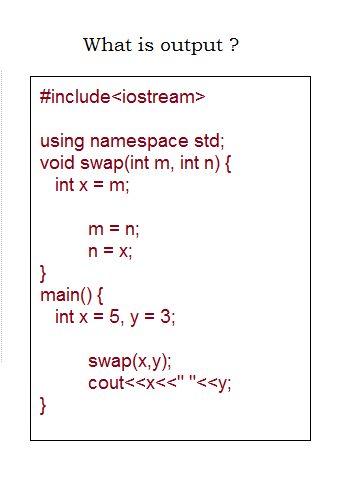 What is output ?
#include<iostream>
using namespace std;
void swap(int m, int n) {
int x = m;
m = n;
n = x;
}
main() {
int x = 5, y = 3;
swap(x,y);
cout<<x<<" "<<y;
}